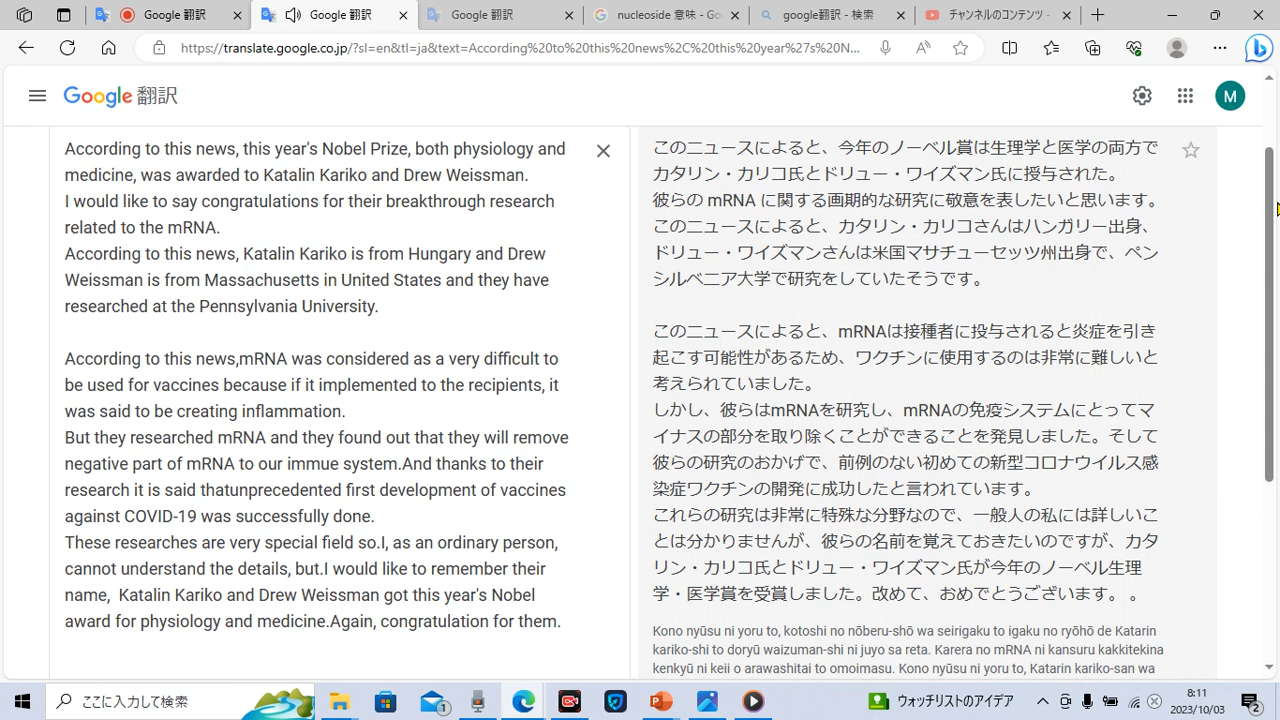 Google 翻訳
Google 翻訳
Google 翻訳
nucleoside 意味 - Go
google翻訳 - 検索
チャンネルのコンテンツ -
https://translate.google.co.jp/?sl=en&tl=ja&text=According%20to%20this%20news%2C%20this%20year%27s%20N...
Google 翻訳
M
According to this news, this year's Nobel Prize, both physiology and
medicine, was awarded to Katalin Kariko and Drew Weissman.
I would like to say congratulations for their breakthrough research
related to the mRNA.
According to this news, Katalin Kariko is from Hungary and Drew
Weissman is from Massachusetts in United States and they have
researched at the Pennsylvania University.
According to this news,mRNA was considered as a very difficult to
be used for vaccines because if it implemented to the recipients, it
was said to be creating inflammation.
But they researched mRNA and they found out that they will remove
negative part of mRNA to our immue system.And thanks to their
research it is said thatunprecedented first development of vaccines
against COVID-19 was successfully done.
These researches are very special field so.I, as an ordinary person,
cannot understand the details, but.I would like to remember their
name,  Katalin Kariko and Drew Weissman got this year's Nobel
award for physiology and medicine.Again, congratulation for them.
このニュースによると、今年のノーベル賞は生理学と医学の両方で
カタリン・カリコ氏とドリュー・ワイズマン氏に授与された。
彼らの mRNA に関する画期的な研究に敬意を表したいと思います。
このニュースによると、カタリン・カリコさんはハンガリー出身、
ドリュー・ワイズマンさんは米国マサチューセッツ州出身で、ペン
シルベニア大学で研究をしていたそうです。
このニュースによると、mRNAは接種者に投与されると炎症を引き
起こす可能性があるため、ワクチンに使用するのは非常に難しいと
考えられていました。
しかし、彼らはmRNAを研究し、mRNAの免疫システムにとってマ
イナスの部分を取り除くことができることを発見しました。そして
彼らの研究のおかげで、前例のない初めての新型コロナウイルス感
染症ワクチンの開発に成功したと言われています。
これらの研究は非常に特殊な分野なので、一般人の私には詳しいこ
とは分かりませんが、彼らの名前を覚えておきたいのですが、カタ
リン・カリコ氏とドリュー・ワイズマン氏が今年のノーベル生理
学・医学賞を受賞しました。改めて、おめでとうございます。 。
Kono nyūsu ni yoru to, kotoshi no nōberu-shō wa seirigaku to igaku no ryōhō de Katarin
kariko-shi to doryū waizuman-shi ni juyo sa reta. Karera no mRNA ni kansuru kakkitekina
kenkyū ni keii o arawashitai to omoimasu. Kono nyūsu ni yoru to, Katarin kariko-san wa
ここに入力して検索
1
ウォッチリストのアイデア
8:11
2023/10/03
2